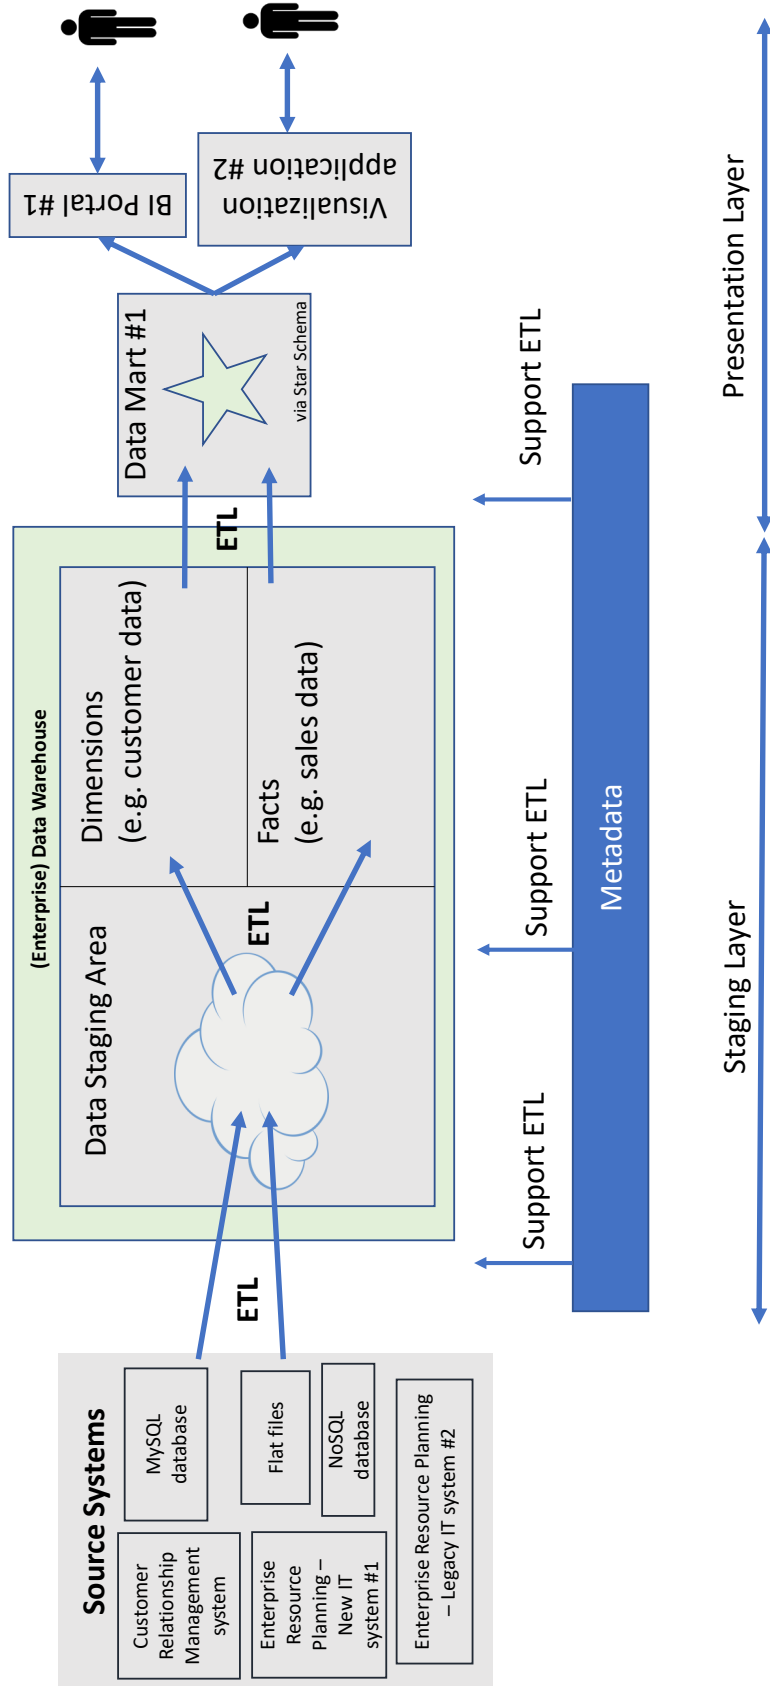 Source Systems
Customer
Relationship
Management
system
MySQL
database
Enterprise
Resource
Planning –
New IT
system #1
Flat files
NoSQL
database
Enterprise Resource Planning
– Legacy IT system #2
ETL
(Enterprise) Data Warehouse
Data Staging Area
ETL
Dimensions
(e.g. customer data)
Facts
(e.g. sales data)
ETL
Data Mart #1
via Star Schema
BI Portal #1
Visualization
application #2
Support ETL
Support ETL
Support ETL
Metadata
Staging Layer
Presentation Layer